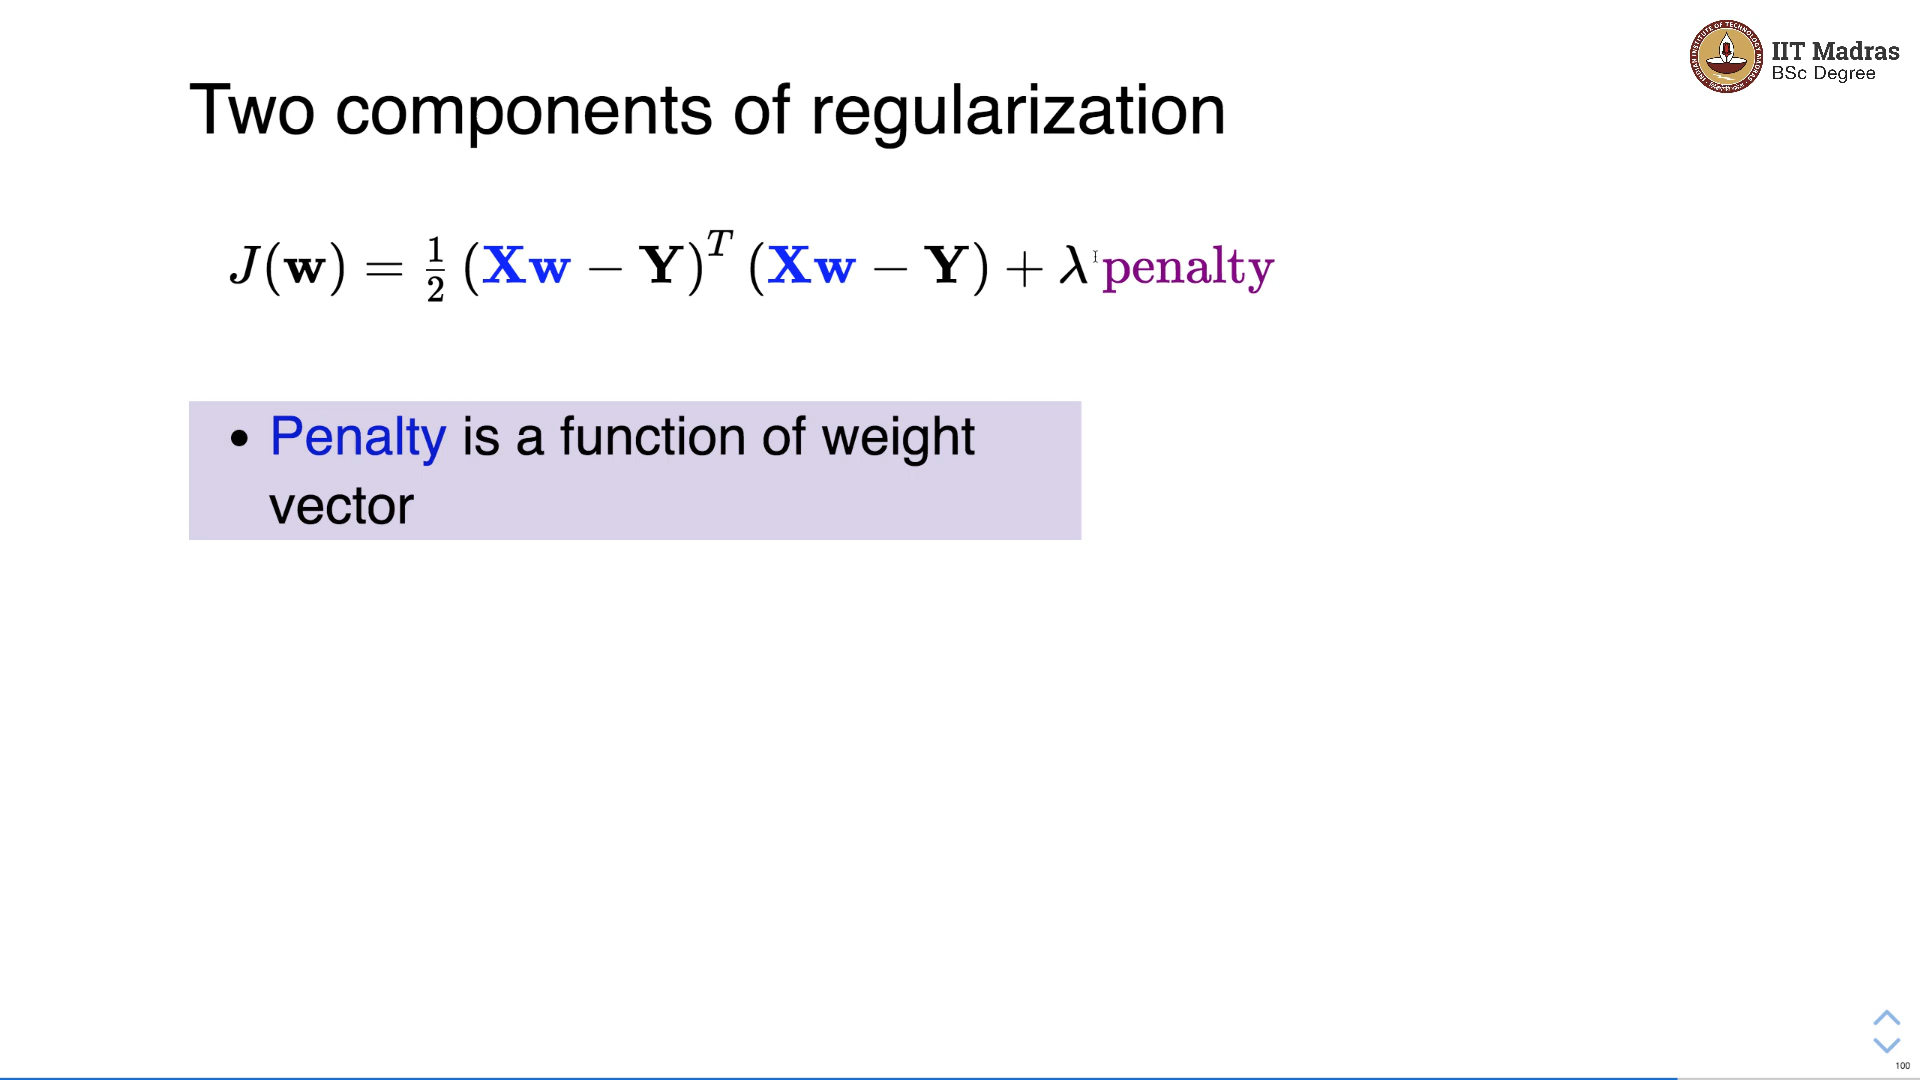 IIT Madras
BSc Degree
Two components of regularization
J(w) = 1/2 (Xw − Y)^T (Xw − Y) + λ penalty
• Penalty is a function of weight
vector
100